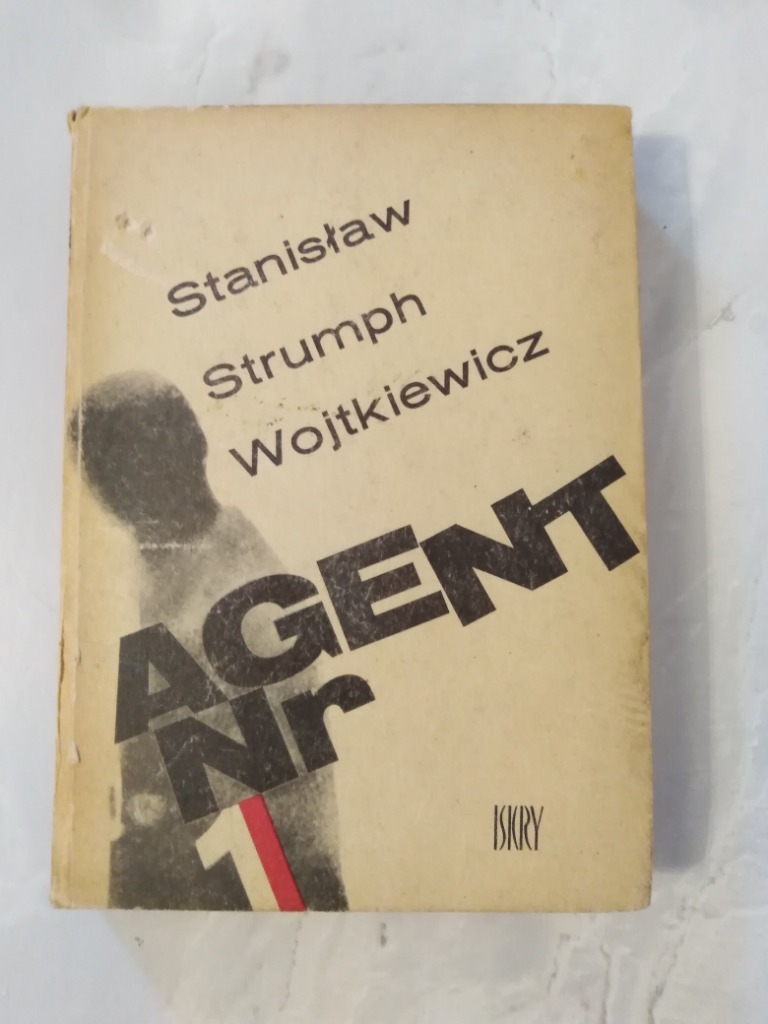 Stanisław
Strumph
Wojtkiewicz
AGENT
Nr
1
ISKRY